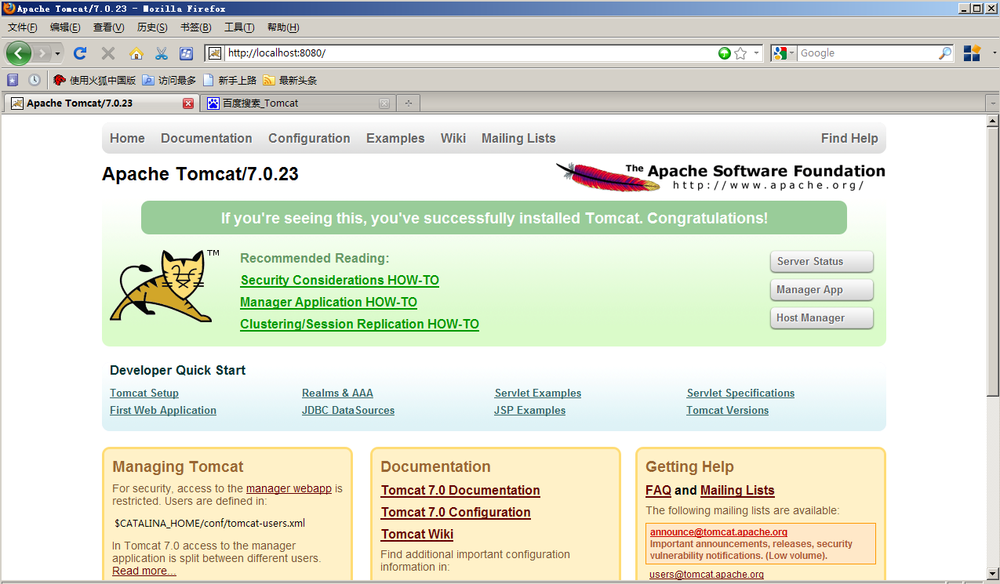 Apache Tomcat/7.0.23 - Mozilla Firefox
文件(F) 编辑(E) 查看(V) 历史(S) 书签(B) 工具(T) 帮助(H)
http://localhost:8080/ Google
使用火狐中国版 访问最多 新手上路 最新头条
Apache Tomcat/7.0.23 百度搜索_Tomcat
Home Documentation Configuration Examples Wiki Mailing Lists Find Help
Apache Tomcat/7.0.23
The Apache Software Foundation
http://www.apache.org/
If you're seeing this, you've successfully installed Tomcat. Congratulations!
TM
Recommended Reading:
Security Considerations HOW-TO
Manager Application HOW-TO
Clustering/Session Replication HOW-TO
Server Status
Manager App
Host Manager
Developer Quick Start
Tomcat Setup Realms & AAA Servlet Examples Servlet Specifications
First Web Application JDBC DataSources JSP Examples Tomcat Versions
Managing Tomcat
For security, access to the manager webapp is
restricted. Users are defined in:
$CATALINA_HOME/conf/tomcat-users.xml
In Tomcat 7.0 access to the manager
application is split between different users.
Read more...
Documentation
Tomcat 7.0 Documentation
Tomcat 7.0 Configuration
Tomcat Wiki
Find additional important configuration
information in:
Getting Help
FAQ and Mailing Lists
The following mailing lists are available:
announce@tomcat.apache.org
Important announcements, releases, security
vulnerability notifications. (Low volume).
users@tomcat.apache.org